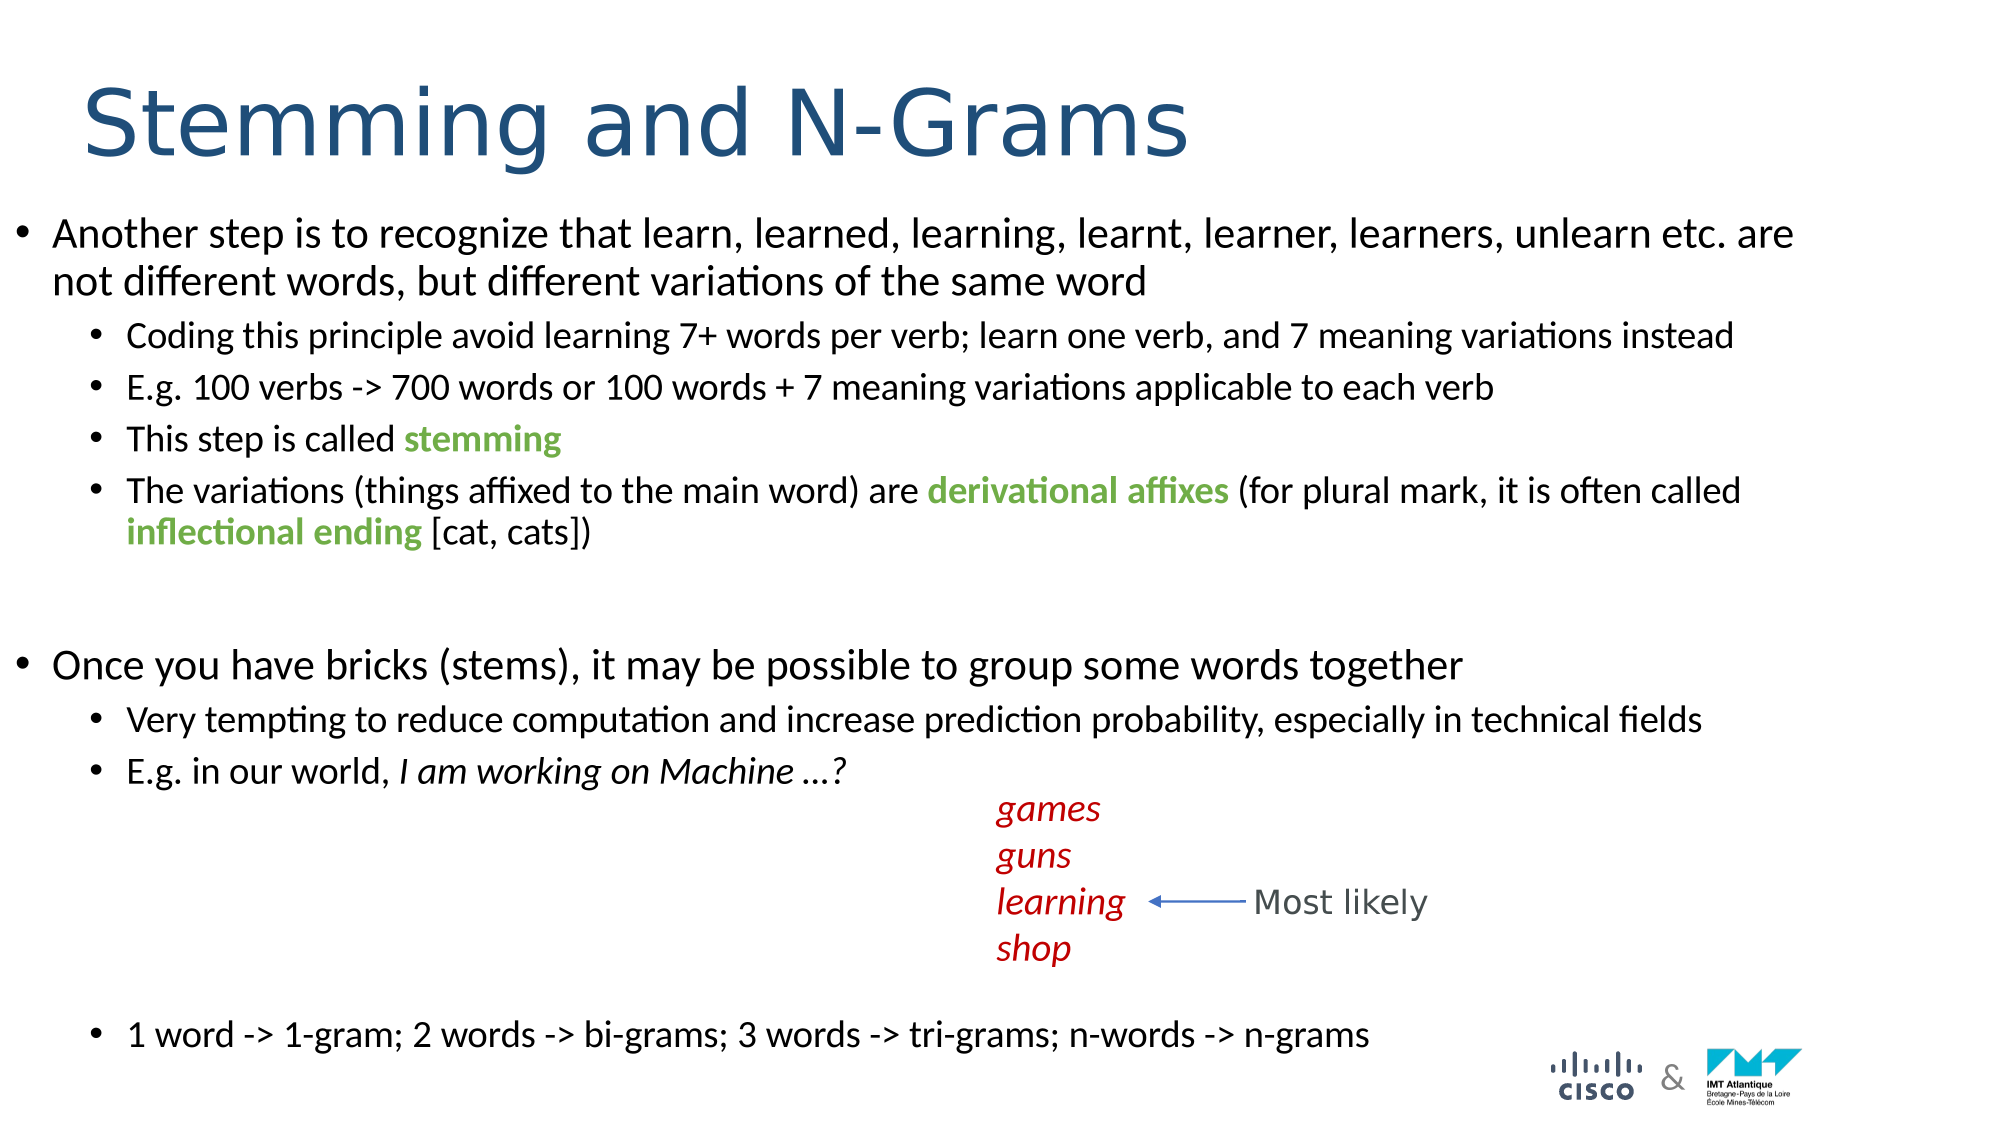 Stemming and N-Grams
• Another step is to recognize that learn, learned, learning, learnt, learner, learners, unlearn etc. are
not different words, but different variations of the same word
• Coding this principle avoid learning 7+ words per verb; learn one verb, and 7 meaning variations instead
• E.g. 100 verbs -> 700 words or 100 words + 7 meaning variations applicable to each verb
• This step is called stemming
• The variations (things affixed to the main word) are derivational affixes (for plural mark, it is often called
inflectional ending [cat, cats])
• Once you have bricks (stems), it may be possible to group some words together
• Very tempting to reduce computation and increase prediction probability, especially in technical fields
• E.g. in our world, I am working on Machine …?
games
guns
learning
Most likely
shop
• 1 word -> 1-gram; 2 words -> bi-grams; 3 words -> tri-grams; n-words -> n-grams
CISCO
&
IMT Atlantique
Bretagne-Pays de la Loire
École Mines-Télécom